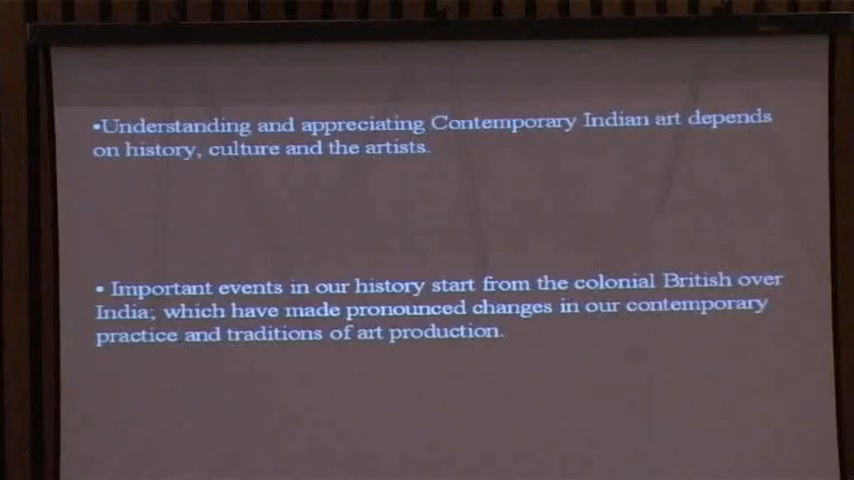 •Understanding and appreciating Contemporary Indian art depends
on history, culture and the artists.
• Important events in our history start from the colonial British over
India; which have made pronounced changes in our contemporary
practice and traditions of art production.